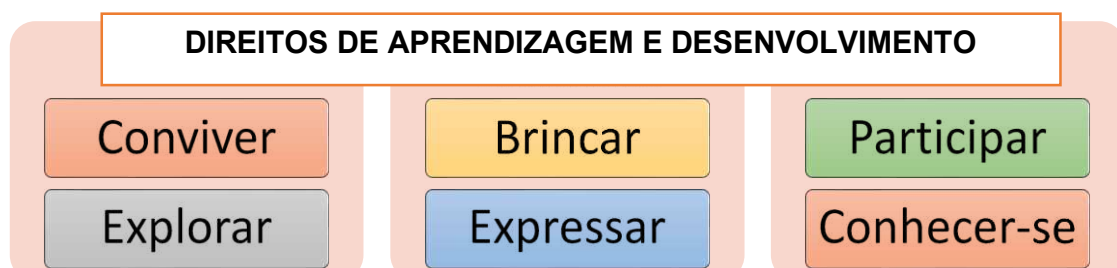 DIREITOS DE APRENDIZAGEM E DESENVOLVIMENTO
Conviver
Brincar
Participar
Explorar
Expressar
Conhecer-se